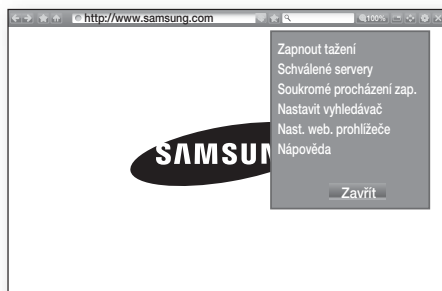 http://www.samsung.com
100%
Zapnout tažení
Schválené servery
Soukromé procházení zap.
Nastavit vyhledávač
Nast. web. prohlížeče
Nápověda
SAMSUN
Zavřít